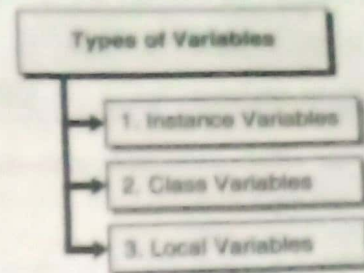 Types of Variables
1. Instance Variables
2. Class Variables
3. Local Variables